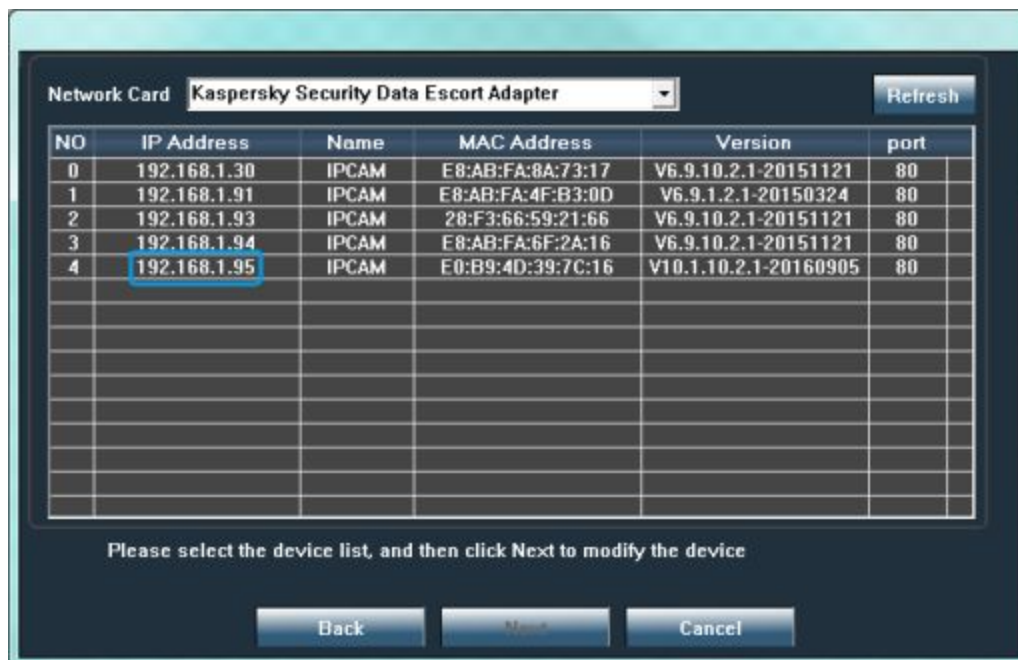 Network Card Kaspersky Security Data Escort Adapter Refresh
NO IP Address Name MAC Address Version port
0 192.168.1.30 IPCAM E8:AB:FA:8A:73:17 V6.9.10.2.1-20151121 80
1 192.168.1.91 IPCAM E8:AB:FA:4F:B3:0D V6.9.1.2.1-20150324 80
2 192.168.1.93 IPCAM 28:F3:66:59:21:66 V6.9.10.2.1-20151121 80
3 192.168.1.94 IPCAM E8:AB:FA:6F:2A:16 V6.9.10.2.1-20151121 80
4 192.168.1.95 IPCAM E0:B9:4D:39:7C:16 V10.1.10.2.1-20160905 80
Please select the device list, and then click Next to modify the device
Back Next Cancel